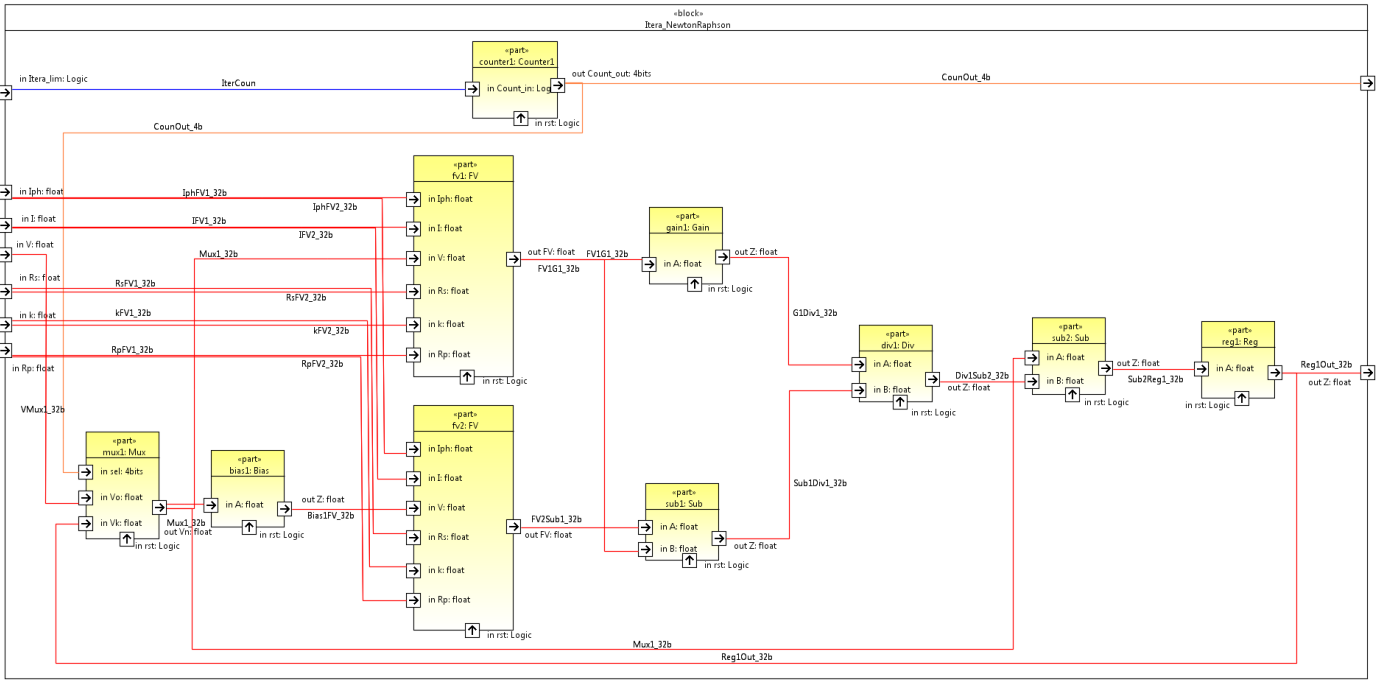 «block»
Itera_NewtonRaphson
«part»
counter1: Counter1
in Count_in: Log
in rst: Logic
in Itera_lim: Logic
IterCoun
out Count_out: 4bits
CounOut_4b
CounOut_4b
«part»
fv1: FV
in Iph: float
in I: float
in V: float
in Rs: float
in k: float
in Rp: float
in rst: Logic
in Iph: float
IphFV1_32b
IphFV2_32b
in I: float
IFV1_32b
IFV2_32b
in V: float
Mux1_32b
in Rs: float
RsFV1_32b
RsFV2_32b
in k: float
kFV1_32b
kFV2_32b
RpFV1_32b
RpFV2_32b
in Rp: float
VMux1_32b
out FV: float
FV1G1_32b
FV1G1_32b
«part»
gain1: Gain
in A: float
in rst: Logic
out Z: float
G1Div1_32b
«part»
div1: Div
in A: float
in B: float
in rst: Logic
Div1Sub2_32b
out Z: float
«part»
sub2: Sub
in A: float
in B: float
in rst: Logic
out Z: float
Sub2Reg1_32b
«part»
reg1: Reg
in A: float
in rst: Logic
Reg1Out_32b
out Z: float
«part»
mux1: Mux
in sel: 4bits
in Vo: float
in Vk: float
in rst: Logic
Mux1_32b
out Vn: float
«part»
bias1: Bias
in A: float
in rst: Logic
out Z: float
Bias1FV_32b
«part»
fv2: FV
in Iph: float
in I: float
in V: float
in Rs: float
in k: float
in Rp: float
in rst: Logic
FV2Sub1_32b
out FV: float
«part»
sub1: Sub
in A: float
in B: float
in rst: Logic
out Z: float
Sub1Div1_32b
Mux1_32b
Reg1Out_32b